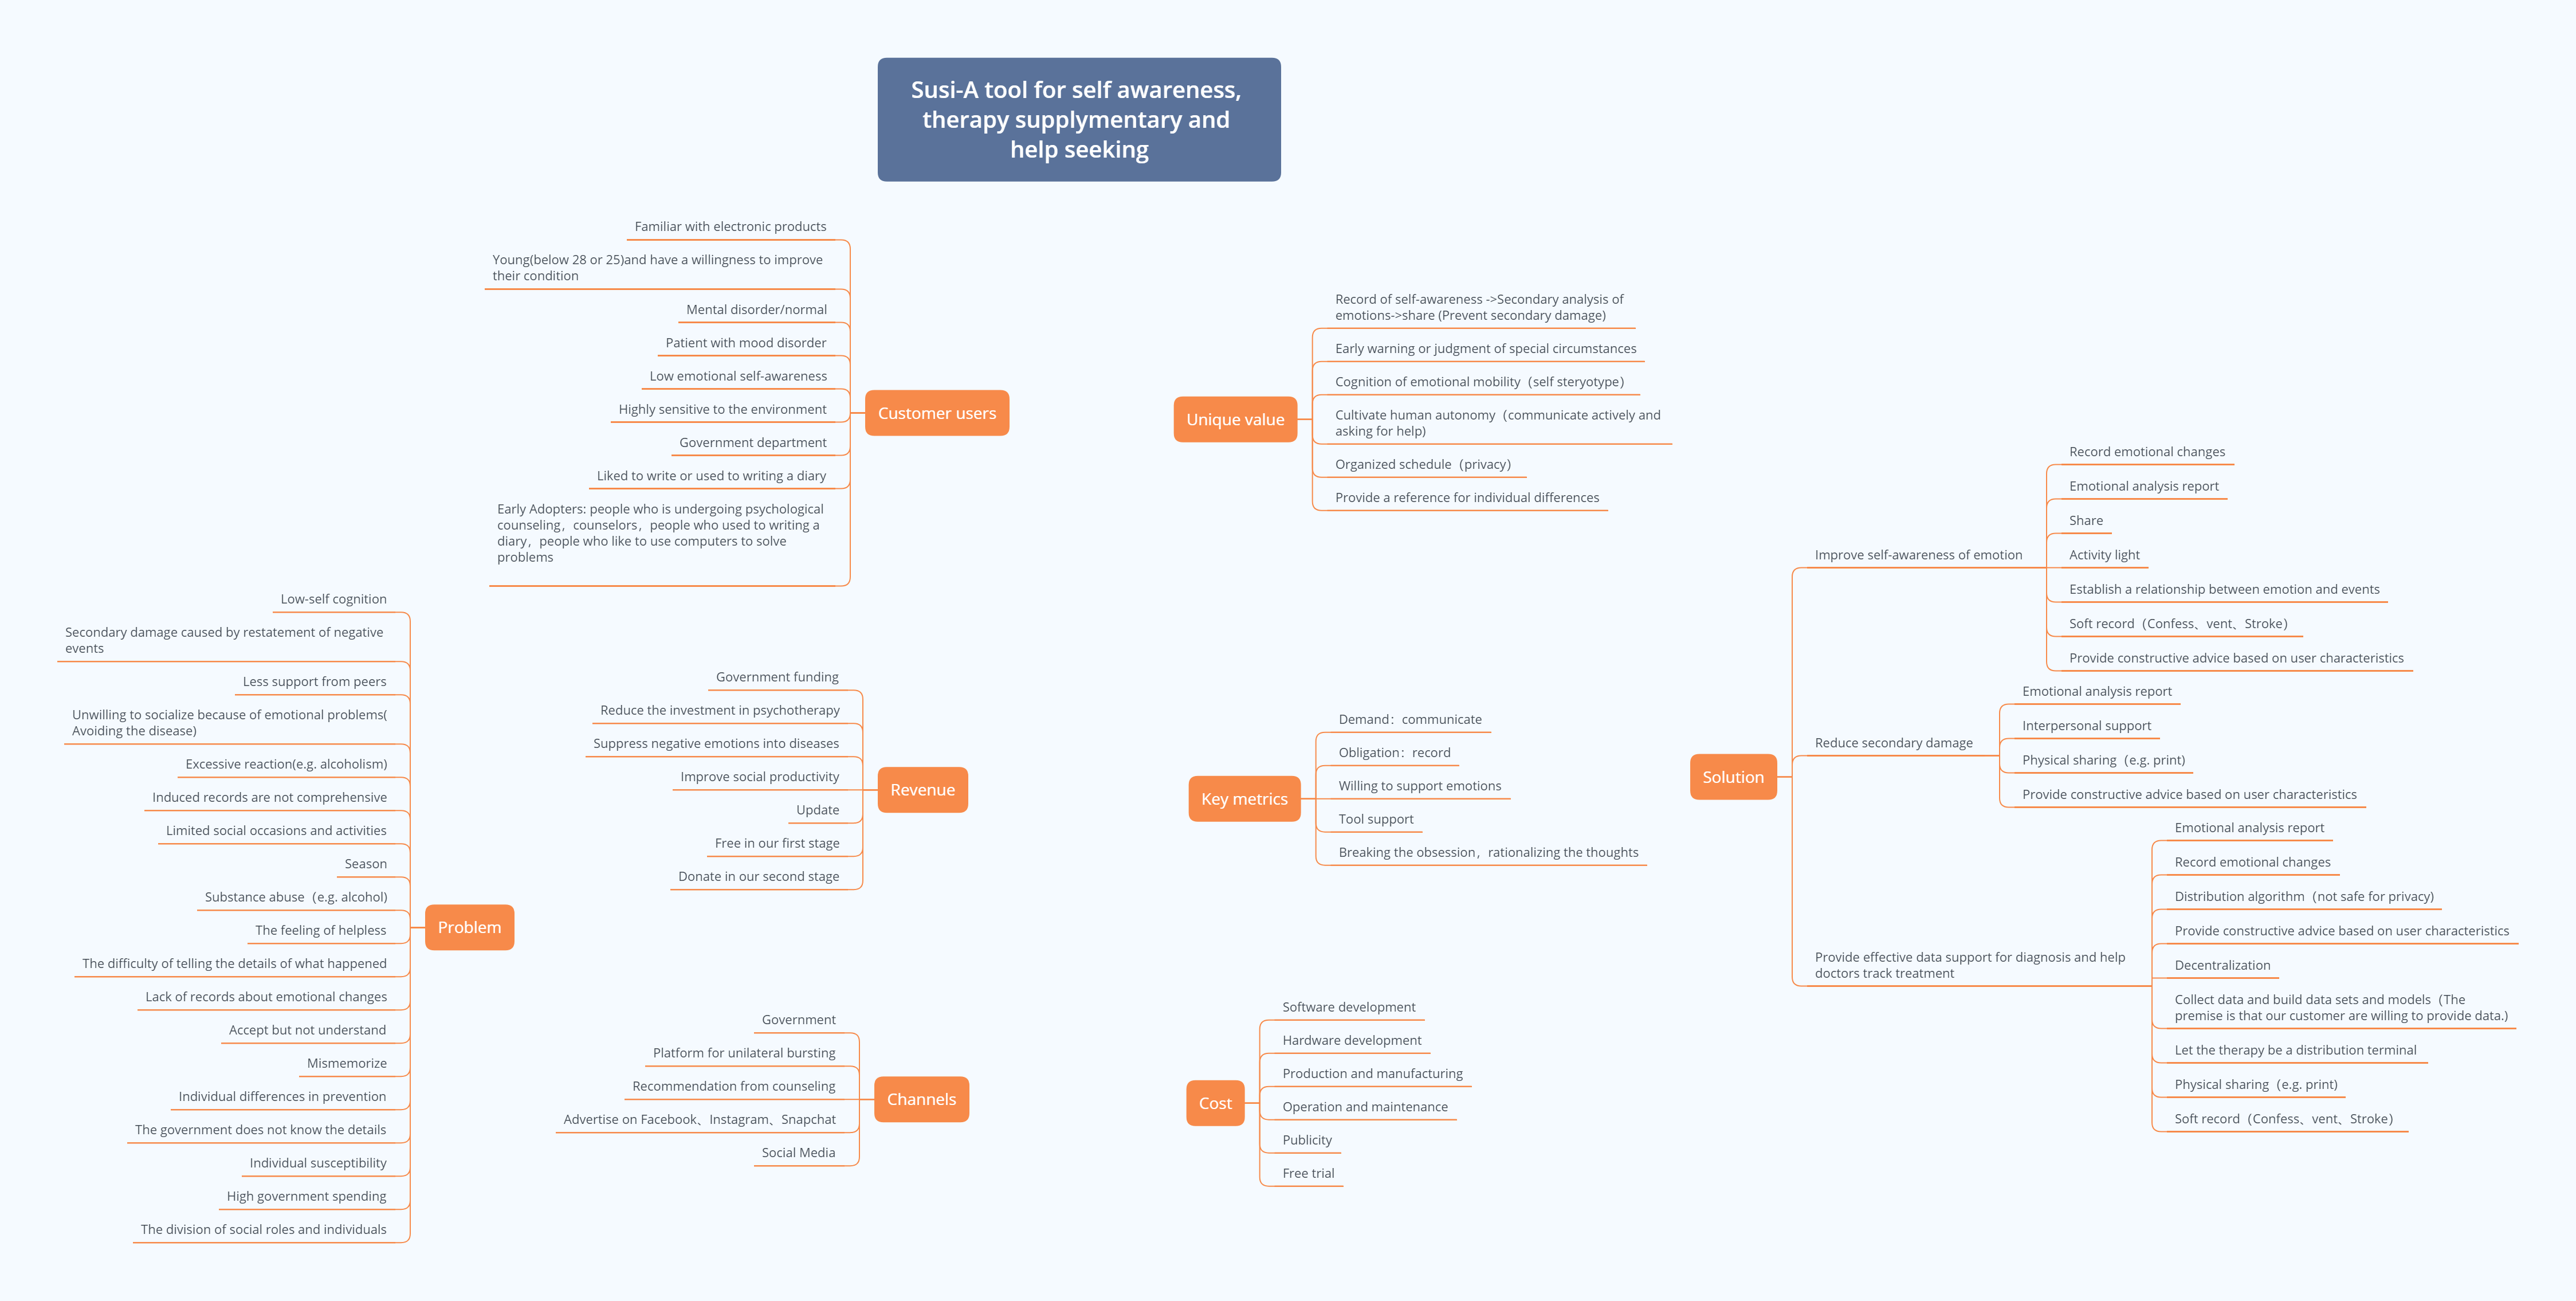 Susi-A tool for self awareness,
therapy supplymentary and
help seeking
Familiar with electronic products
Young(below 28 or 25)and have a willingness to improve
their condition
Mental disorder/normal
Patient with mood disorder
Low emotional self-awareness
Highly sensitive to the environment
Government department
Liked to write or used to writing a diary
Early Adopters: people who is undergoing psychological
counseling，counselors，people who used to writing a
diary，people who like to use computers to solve
problems
Customer users
Record of self-awareness ->Secondary analysis of
emotions->share (Prevent secondary damage)
Early warning or judgment of special circumstances
Cognition of emotional mobility（self steryotype）
Cultivate human autonomy（communicate actively and
asking for help)
Organized schedule（privacy）
Provide a reference for individual differences
Unique value
Low-self cognition
Secondary damage caused by restatement of negative
events
Less support from peers
Unwilling to socialize because of emotional problems(
Avoiding the disease)
Excessive reaction(e.g. alcoholism)
Induced records are not comprehensive
Limited social occasions and activities
Season
Substance abuse（e.g. alcohol)
The feeling of helpless
The difficulty of telling the details of what happened
Lack of records about emotional changes
Accept but not understand
Mismemorize
Individual differences in prevention
The government does not know the details
Individual susceptibility
High government spending
The division of social roles and individuals
Problem
Government funding
Reduce the investment in psychotherapy
Suppress negative emotions into diseases
Improve social productivity
Update
Free in our first stage
Donate in our second stage
Revenue
Demand：communicate
Obligation：record
Willing to support emotions
Tool support
Breaking the obsession，rationalizing the thoughts
Key metrics
Government
Platform for unilateral bursting
Recommendation from counseling
Advertise on Facebook、Instagram、Snapchat
Social Media
Channels
Software development
Hardware development
Production and manufacturing
Operation and maintenance
Publicity
Free trial
Cost
Solution
Improve self-awareness of emotion
Record emotional changes
Emotional analysis report
Share
Activity light
Establish a relationship between emotion and events
Soft record（Confess、vent、Stroke）
Provide constructive advice based on user characteristics
Reduce secondary damage
Emotional analysis report
Interpersonal support
Physical sharing（e.g. print)
Provide constructive advice based on user characteristics
Provide effective data support for diagnosis and help
doctors track treatment
Emotional analysis report
Record emotional changes
Distribution algorithm（not safe for privacy)
Provide constructive advice based on user characteristics
Decentralization
Collect data and build data sets and models（The
premise is that our customer are willing to provide data.)
Let the therapy be a distribution terminal
Physical sharing（e.g. print)
Soft record（Confess、vent、Stroke）